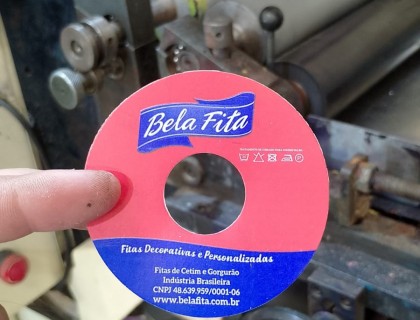 Bela Fita
Fitas Decorativas e Personalizadas
Fitas de Cetim e Gorgurão
Indústria Brasileira
CNPJ 48.639.959/0001-06
www.belafita.com.br